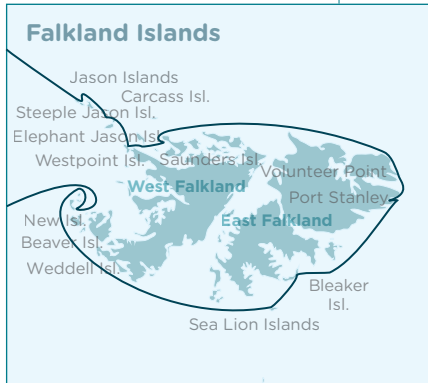 Falkland Islands
Jason Islands
Carcass Isl.
Steeple Jason Isl.
Elephant Jason Isl.
Westpoint Isl.
Saunders Isl.
Volunteer Point
West Falkland
Port Stanley
New Isl.
East Falkland
Beaver Isl.
Weddell Isl.
Bleaker
Isl.
Sea Lion Islands